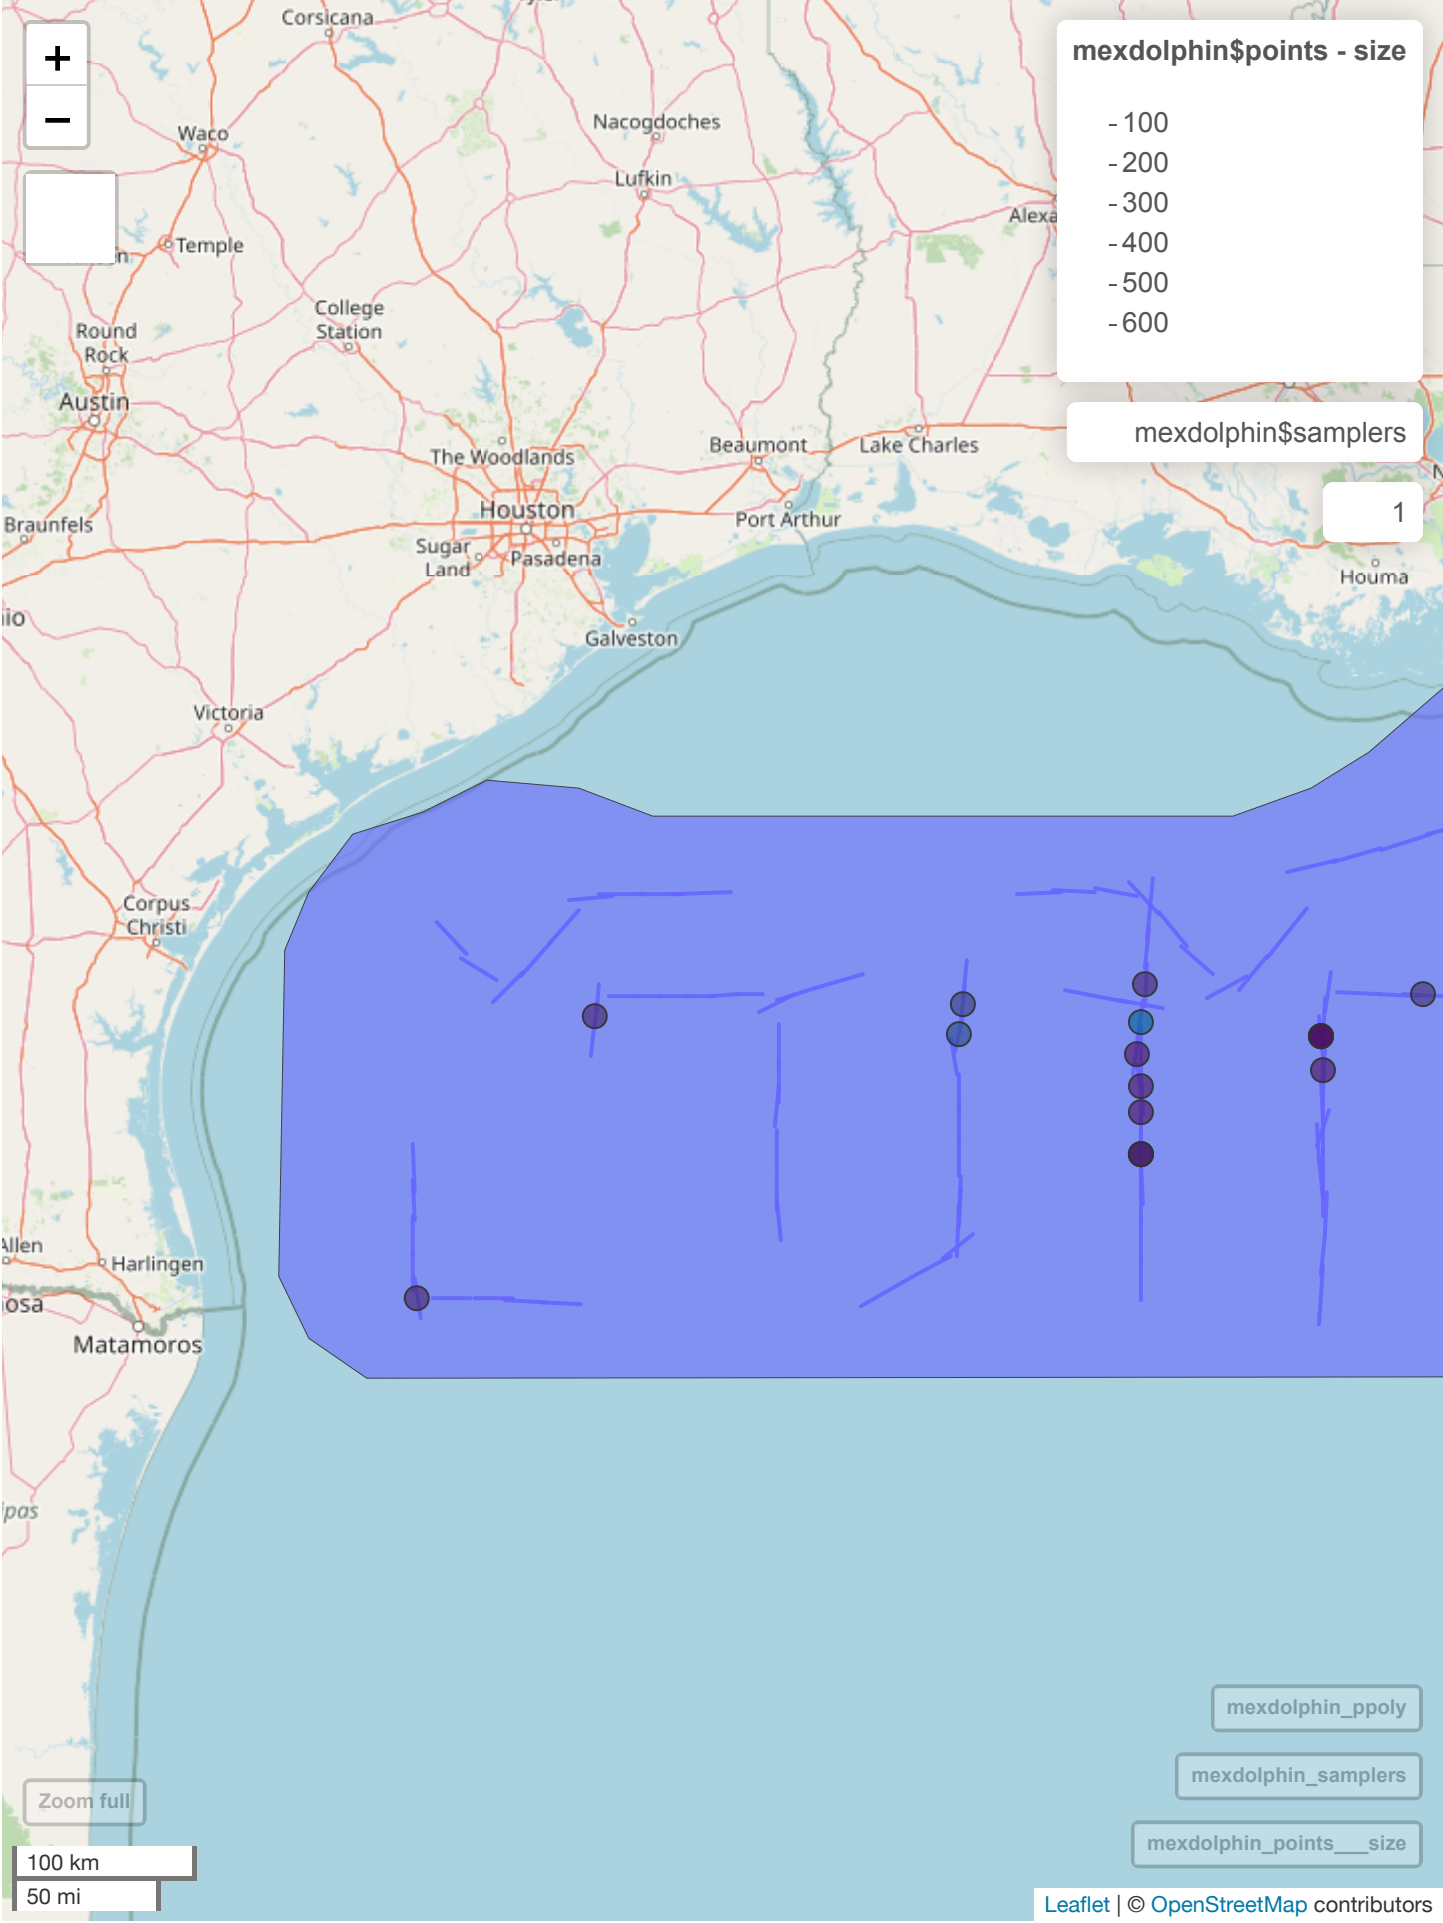 Corsicana
+
mexdolphin$points - size
−
Nacogdoches
- 100
Waco
- 200
Lufkin
- 300
Alexa
Temple
- 400
- 500
College
Station
- 600
Round
Rock
Austin
mexdolphin$samplers
Beaumont
Lake Charles
The Woodlands
Houston
1
Port Arthur
Braunfels
Sugar
Land
Pasadena
Houma
io
Galveston
Victoria
Corpus
Christi
Allen
Harlingen
osa
Matamoros
ipas
mexdolphin_ppoly
mexdolphin_samplers
Zoom full
mexdolphin_points___size
100 km
50 mi
Leaflet | © OpenStreetMap contributors